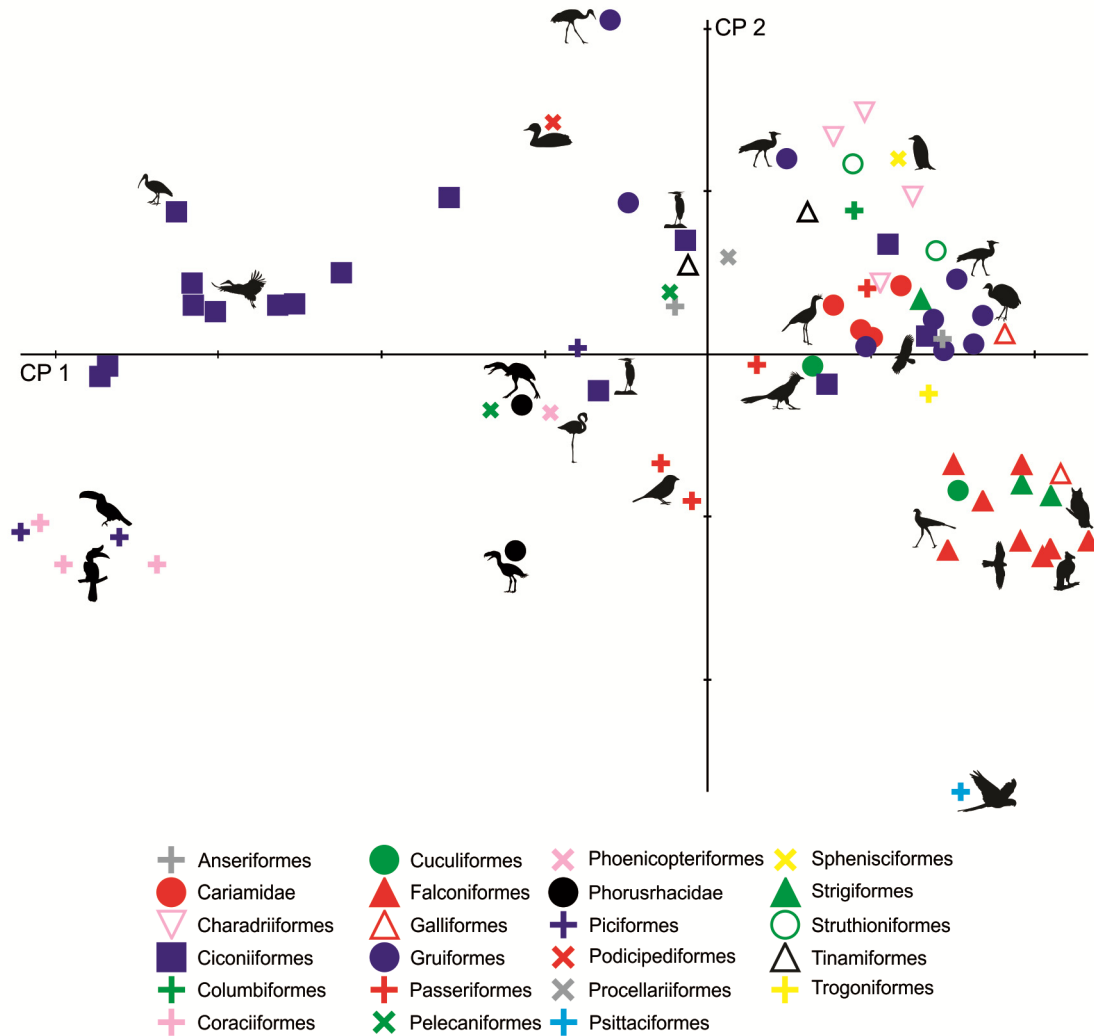 CP 2
CP 1
Anseriformes
Cariamidae
Charadriiformes
Ciconiiformes
Columbiformes
Coraciiformes
Cuculiformes
Falconiformes
Galliformes
Gruiformes
Passeriformes
Pelecaniformes
Phoenicopteriformes
Phorusrhacidae
Piciformes
Podicipediformes
Procellariiformes
Psittaciformes
Sphenisciformes
Strigiformes
Struthioniformes
Tinamiformes
Trogoniformes